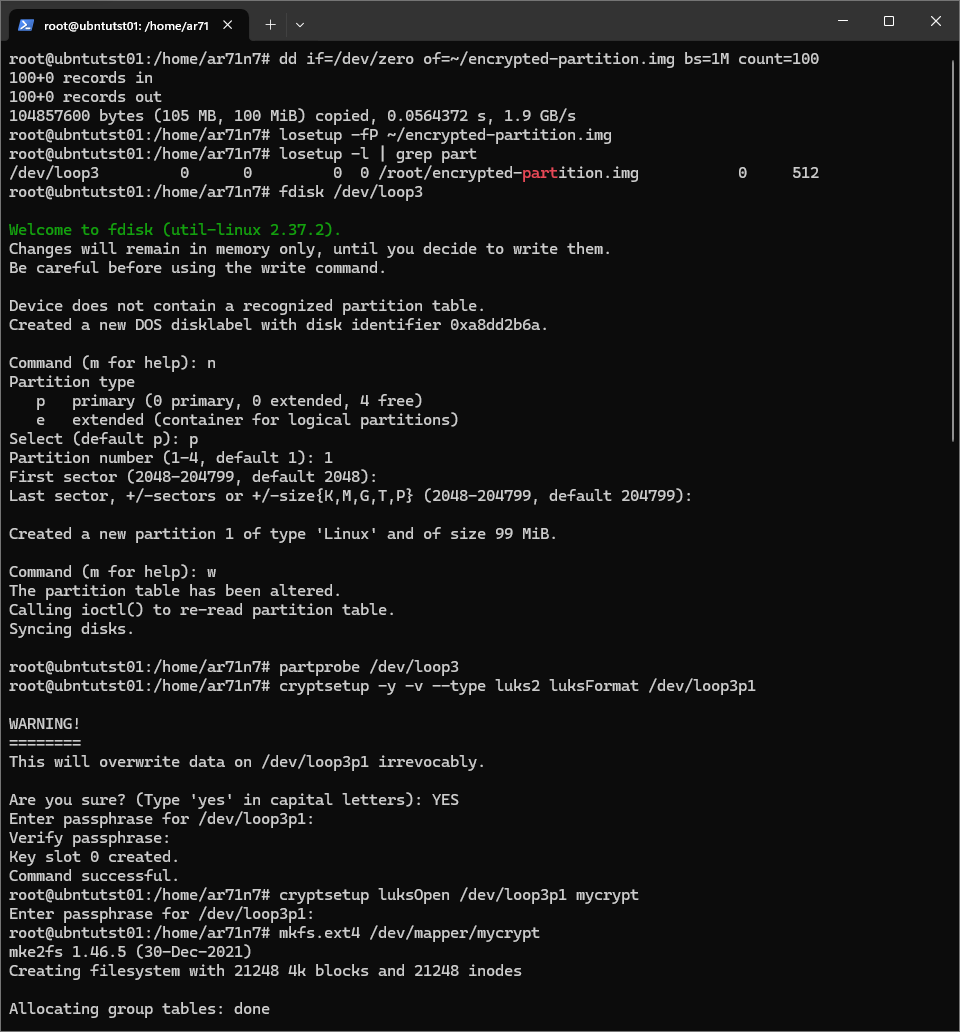 root@ubntutst01: /home/ar71
root@ubntutst01:/home/ar71n7# dd if=/dev/zero of=~/encrypted-partition.img bs=1M count=100
100+0 records in
100+0 records out
104857600 bytes (105 MB, 100 MiB) copied, 0.0564372 s, 1.9 GB/s
root@ubntutst01:/home/ar71n7# losetup -fP ~/encrypted-partition.img
root@ubntutst01:/home/ar71n7# losetup -l | grep part
/dev/loop3         0      0         0  0 /root/encrypted-partition.img           0     512
root@ubntutst01:/home/ar71n7# fdisk /dev/loop3

Welcome to fdisk (util-linux 2.37.2).
Changes will remain in memory only, until you decide to write them.
Be careful before using the write command.

Device does not contain a recognized partition table.
Created a new DOS disklabel with disk identifier 0xa8dd2b6a.

Command (m for help): n
Partition type
   p   primary (0 primary, 0 extended, 4 free)
   e   extended (container for logical partitions)
Select (default p): p
Partition number (1-4, default 1): 1
First sector (2048-204799, default 2048):
Last sector, +/-sectors or +/-size{K,M,G,T,P} (2048-204799, default 204799):

Created a new partition 1 of type 'Linux' and of size 99 MiB.

Command (m for help): w
The partition table has been altered.
Calling ioctl() to re-read partition table.
Syncing disks.

root@ubntutst01:/home/ar71n7# partprobe /dev/loop3
root@ubntutst01:/home/ar71n7# cryptsetup -y -v --type luks2 luksFormat /dev/loop3p1

WARNING!
========
This will overwrite data on /dev/loop3p1 irrevocably.

Are you sure? (Type 'yes' in capital letters): YES
Enter passphrase for /dev/loop3p1:
Verify passphrase:
Key slot 0 created.
Command successful.
root@ubntutst01:/home/ar71n7# cryptsetup luksOpen /dev/loop3p1 mycrypt
Enter passphrase for /dev/loop3p1:
root@ubntutst01:/home/ar71n7# mkfs.ext4 /dev/mapper/mycrypt
mke2fs 1.46.5 (30-Dec-2021)
Creating filesystem with 21248 4k blocks and 21248 inodes

Allocating group tables: done